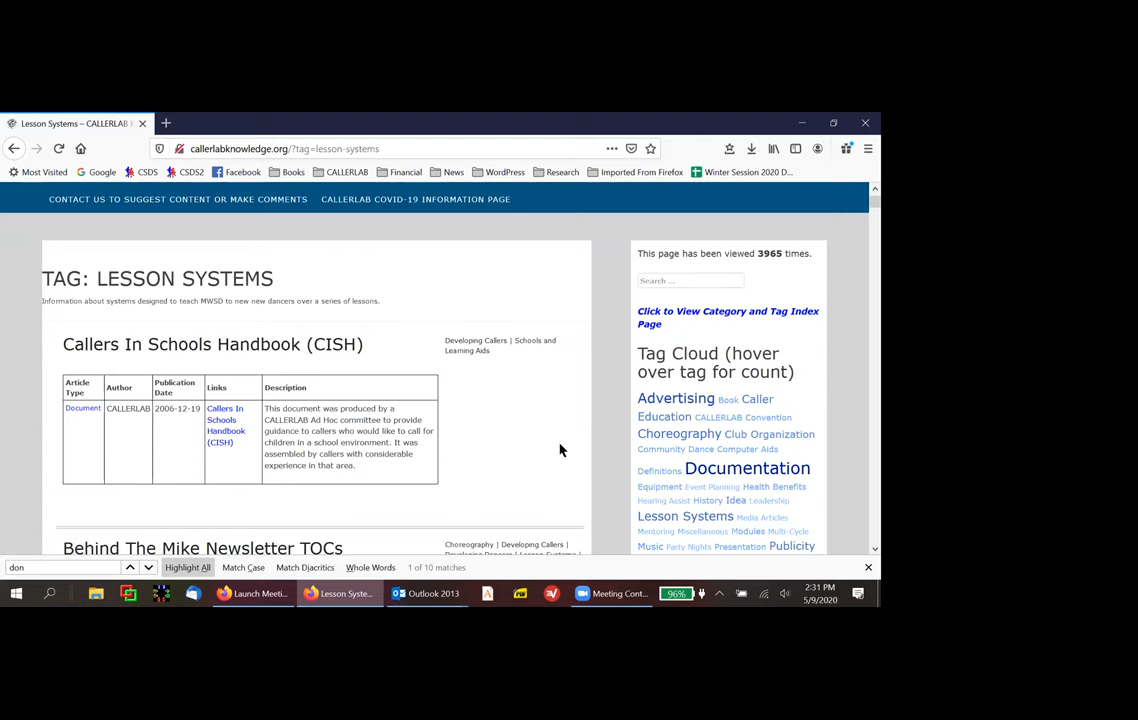 Lesson Systems – CALLERLAB K
callerlabknowledge.org/?tag=lesson-systems
Most Visited Google CSDS CSDS2 Facebook Books CALLERLAB Financial News WordPress Research Imported From Firefox Winter Session 2020 D...
CONTACT US TO SUGGEST CONTENT OR MAKE COMMENTS CALLERLAB COVID-19 INFORMATION PAGE
TAG: LESSON SYSTEMS
Information about systems designed to teach MWSD to new new dancers over a series of lessons.
Callers In Schools Handbook (CISH)
Developing Callers | Schools and
Learning Aids
Article
Type
Author
Publication
Date
Links
Description
Document
CALLERLAB
2006-12-19
Callers In
Schools
Handbook
(CISH)
This document was produced by a
CALLERLAB Ad Hoc committee to provide
guidance to callers who would like to call for
children in a school environment. It was
assembled by callers with considerable
experience in that area.
Behind The Mike Newsletter TOCs
Choreography | Developing Callers |
Developing Dancers | Lesson Systems |
This page has been viewed 3965 times.
Search ...
Click to View Category and Tag Index
Page
Tag Cloud (hover
over tag for count)
Advertising Book Caller
Education CALLERLAB Convention
Choreography Club Organization
Community Dance Computer Aids
Definitions Documentation
Equipment Event Planning Health Benefits
Hearing Assist History Idea Leadership
Lesson Systems Media Articles
Mentoring Miscellaneous Modules Multi-Cycle
Music Party Nights Presentation Publicity
don Highlight All Match Case Match Diacritics Whole Words 1 of 10 matches
Launch Meeti... Lesson Syste... Outlook 2013 Meeting Cont... 96%
2:31 PM
5/9/2020